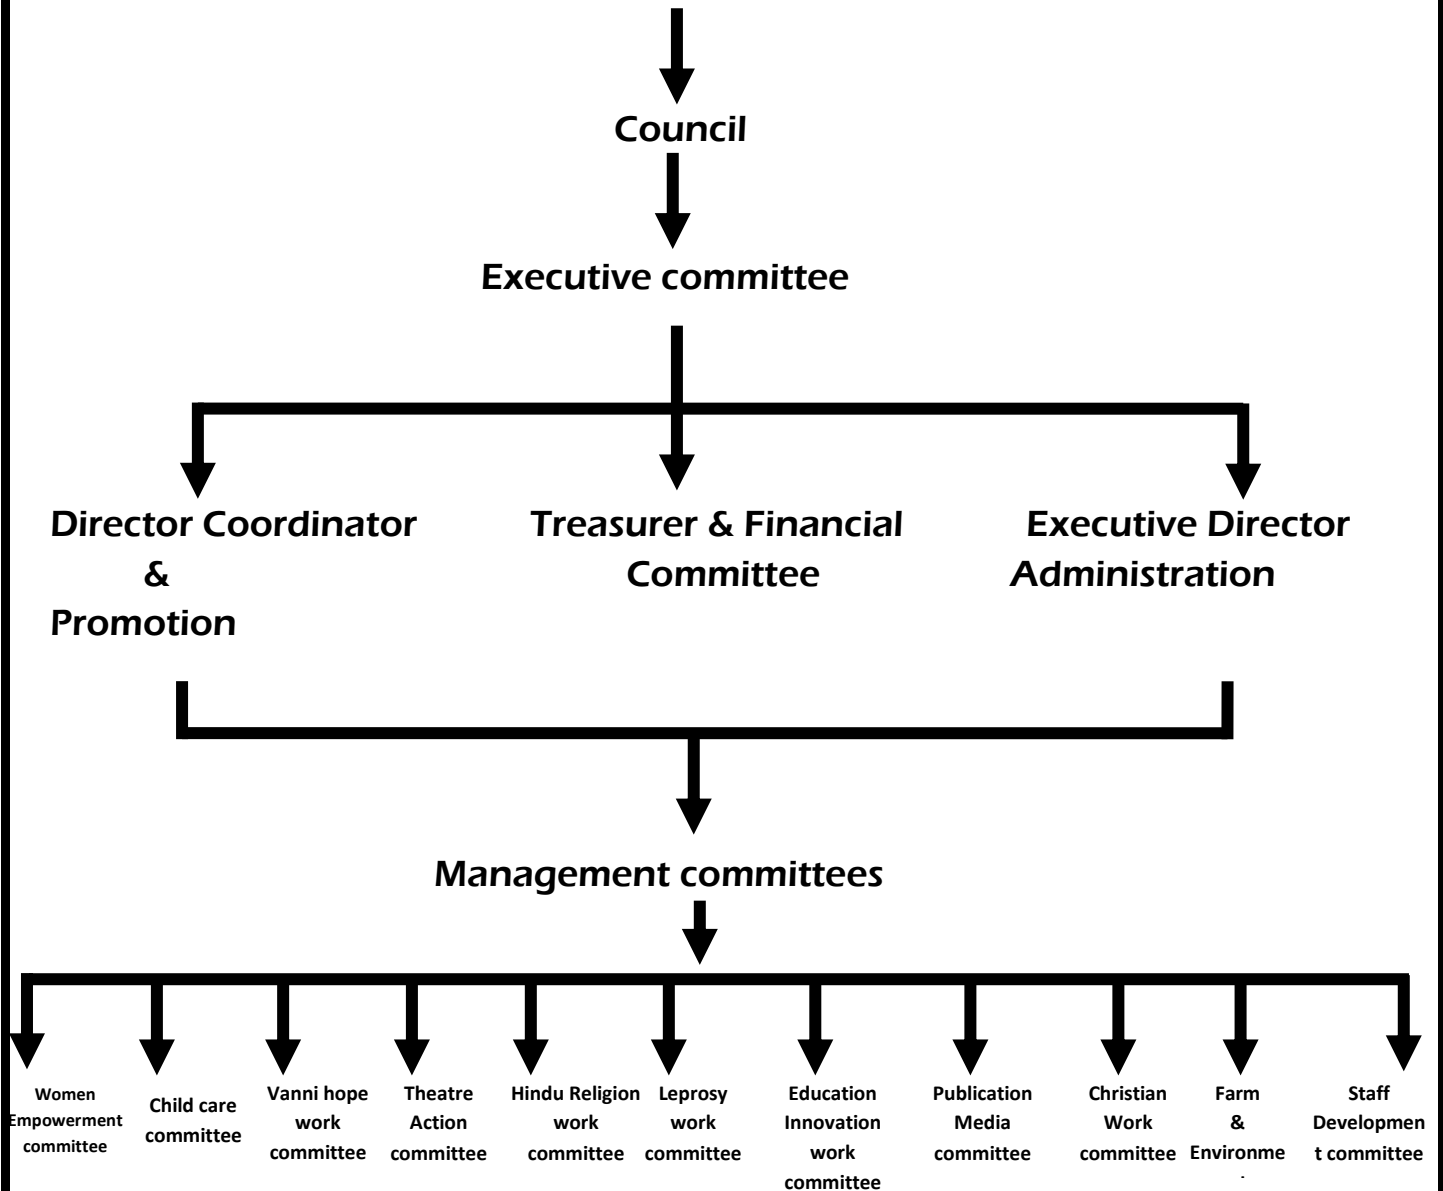 Council
Executive committee
Director Coordinator
&
Promotion
Treasurer & Financial
Committee
Executive Director
Administration
Management committees
Women
Empowerment
committee
Child care
committee
Vanni hope
work
committee
Theatre
Action
committee
Hindu Religion
work
committee
Leprosy
work
committee
Education
Innovation
work
committee
Publication
Media
committee
Christian
Work
committee
Farm
&
Environme
Staff
Developmen
t committee